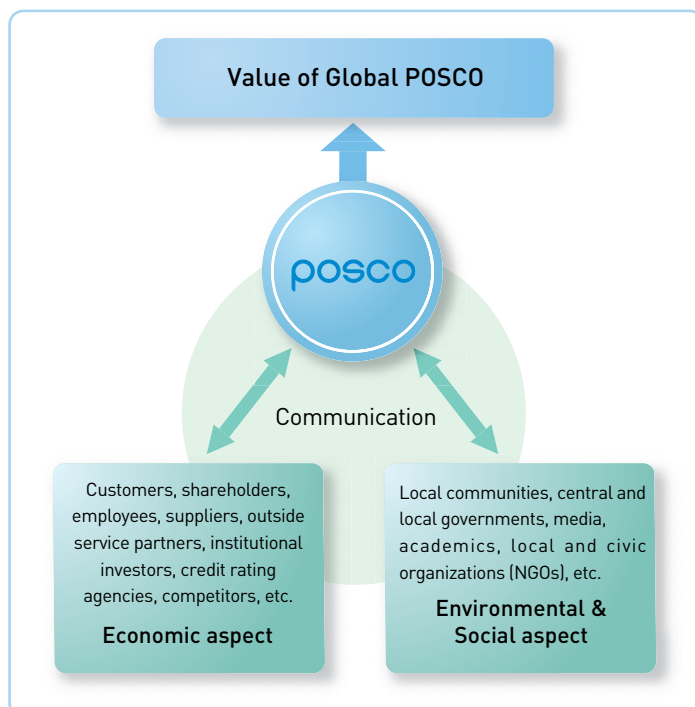 Value of Global POSCO
posco
Communication
Customers, shareholders,
employees, suppliers, outside
service partners, institutional
investors, credit rating
agencies, competitors, etc.
Economic aspect
Local communities, central and
local governments, media,
academics, local and civic
organizations (NGOs), etc.
Environmental &
Social aspect